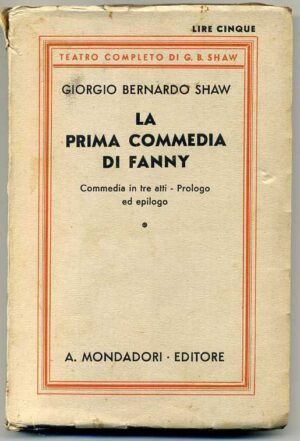 LIRE CINQUE
TEATRO COMPLETO DI G. B. SHAW
GIORGIO BERNARDO SHAW
LA
PRIMA COMMEDIA
DI FANNY
Commedia in tre atti - Prologo
ed epilogo
A. MONDADORI · EDITORE